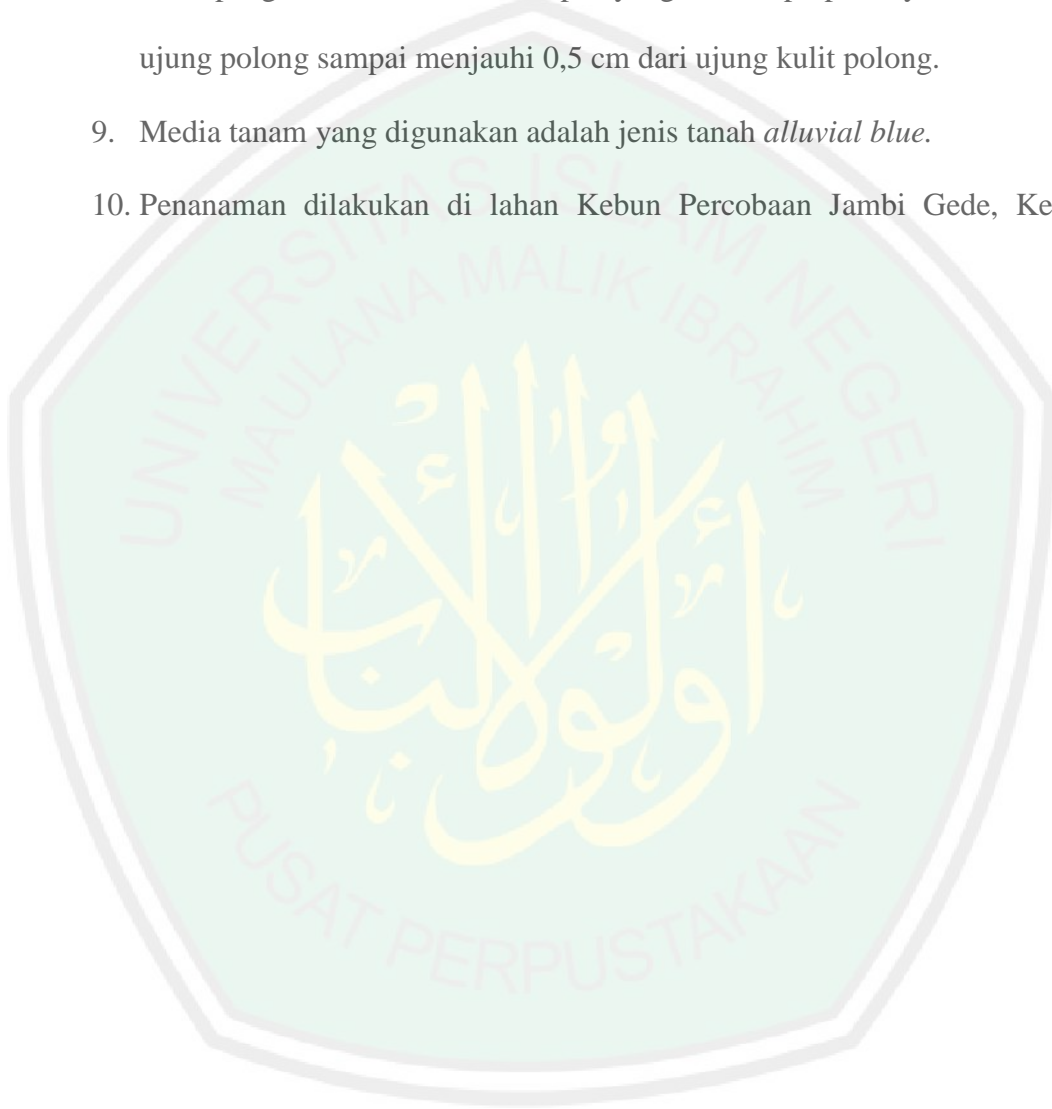 ujung polong sampai menjauhi 0,5 cm dari ujung kulit polong.
9. Media tanam yang digunakan adalah jenis tanah alluvial blue.
10. Penanaman dilakukan di lahan Kebun Percobaan Jambi Gede, Ke
UNIVERSITAS ISLAM NEGERI
MAULANA MALIK IBRAHIM
أولوا الألباب
PUSAT PERPUSTAKAAN